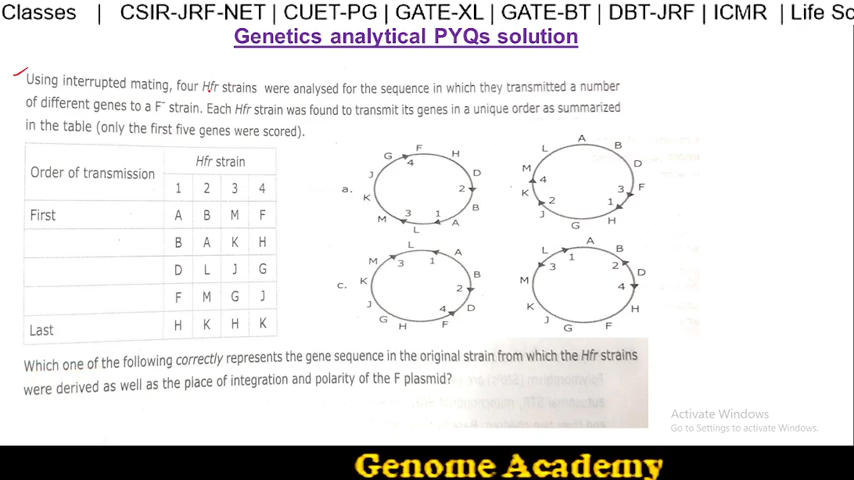 Classes | CSIR-JRF-NET | CUET-PG | GATE-XL | GATE-BT | DBT-JRF | ICMR | Life Sc
Genetics analytical PYQs solution
Using interrupted mating, four Hfr strains were analysed for the sequence in which they transmitted a number
of different genes to a F⁻ strain. Each Hfr strain was found to transmit its genes in a unique order as summarized
in the table (only the first five genes were scored).
Order of transmission Hfr strain
1 2 3 4
First A B M F
B A K H
D L J G
F M G J
Last H K H K
a. G F H D B A L M K J 4 2 1 3
A B D F H G J K M L 4 3 1 2
c. L A B D F H G J K M 3 1 2 4
A B D H F G J K M L 1 2 3 4
Which one of the following correctly represents the gene sequence in the original strain from which the Hfr strains
were derived as well as the place of integration and polarity of the F plasmid?
Activate Windows
Go to Settings to activate Windows.
Genome Academy